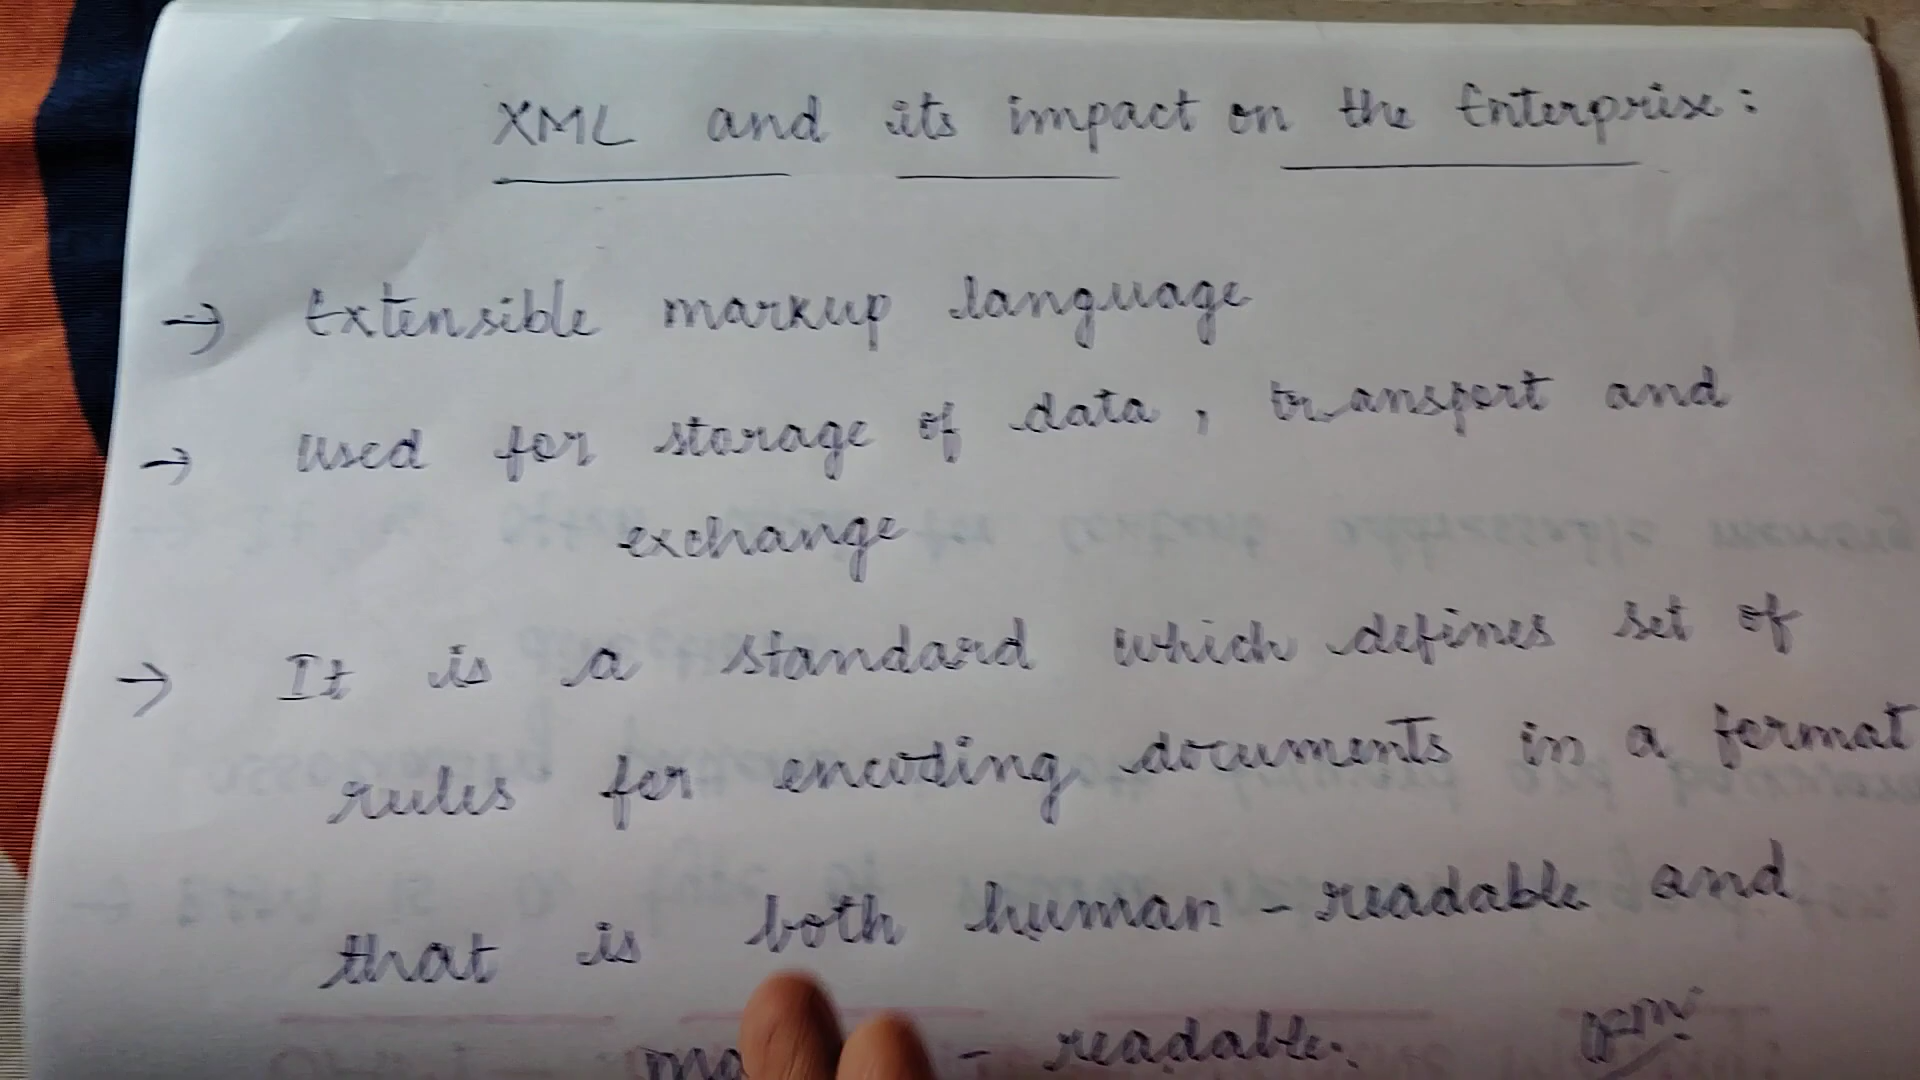 XML and its impact on the Enterprise:
→ Extensible markup language
→ used for storage of data, transport and
exchange
→ It is a standard which defines set of
rules for encoding documents in a format
that is both human-readable and
- readable.